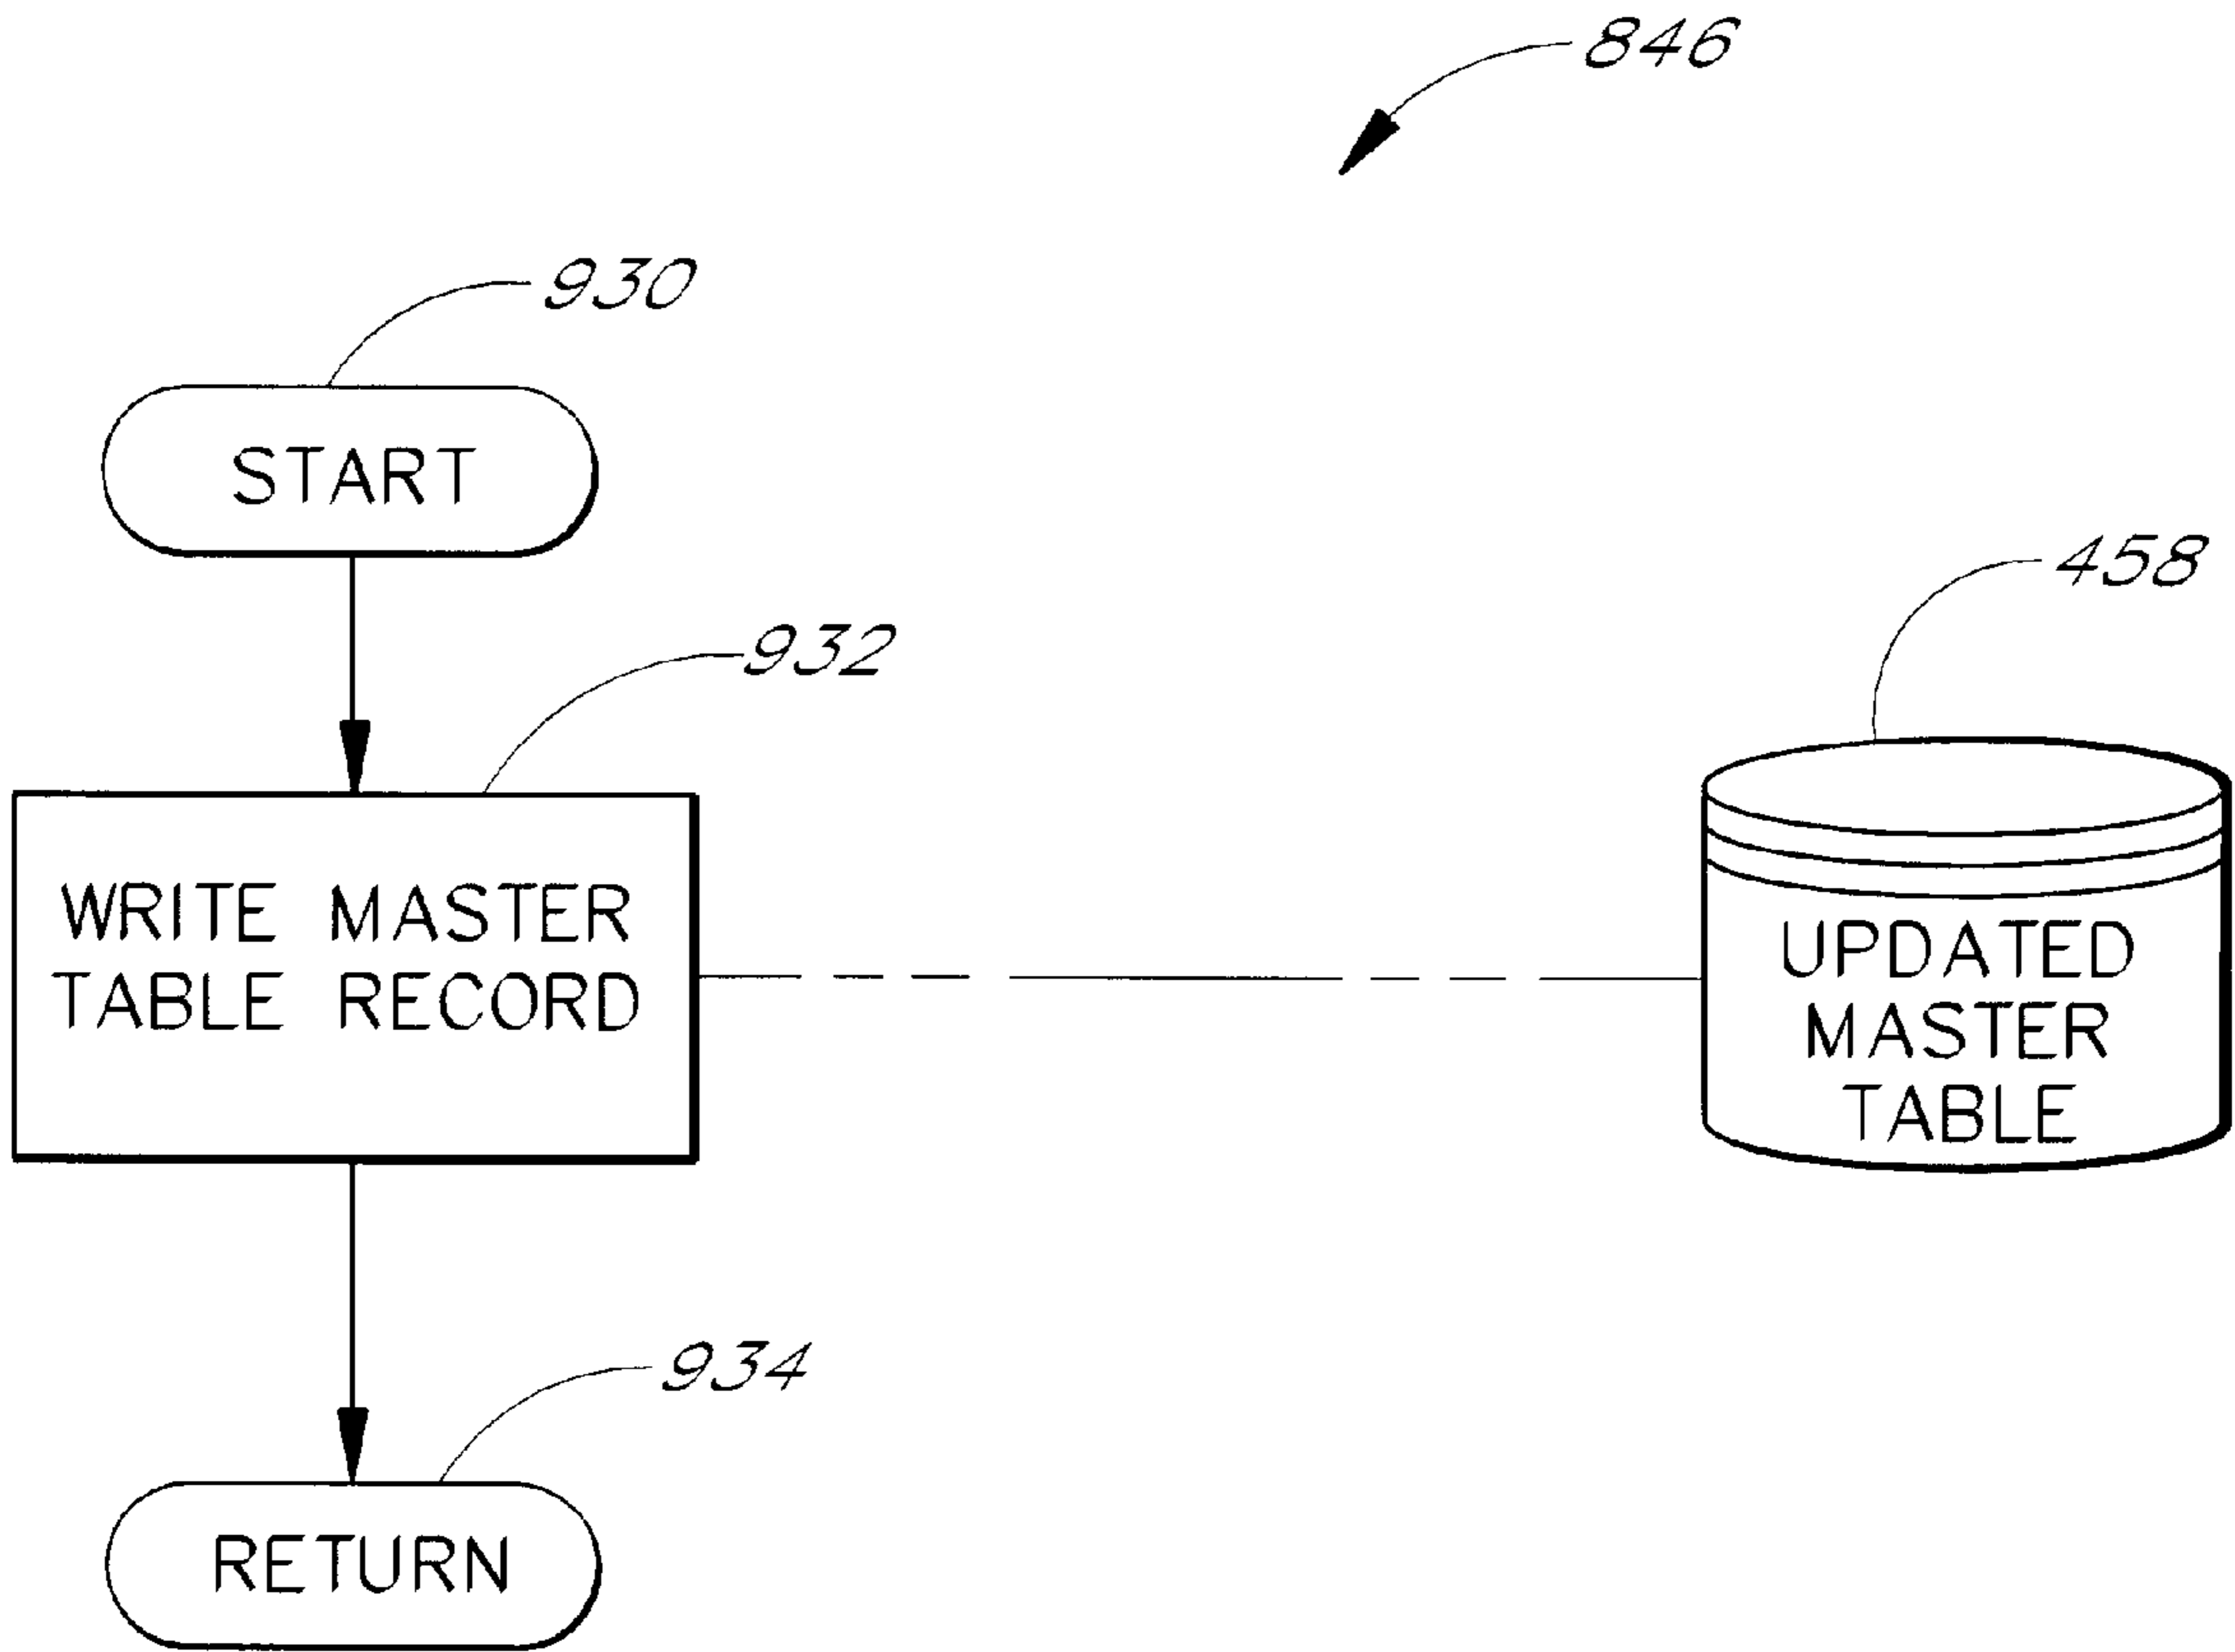 846
930
START
458
932
WRITE MASTER
TABLE RECORD
UPDATED
MASTER
TABLE
934
RETURN